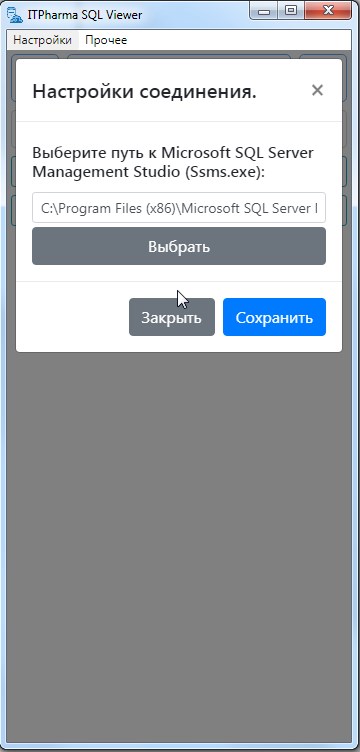 ITPharma SQL Viewer
Настройки Прочее
Настройки соединения.
×
Выберите путь к Microsoft SQL Server
Management Studio (Ssms.exe):
C:\Program Files (x86)\Microsoft SQL Server
Выбрать
Закрыть Сохранить